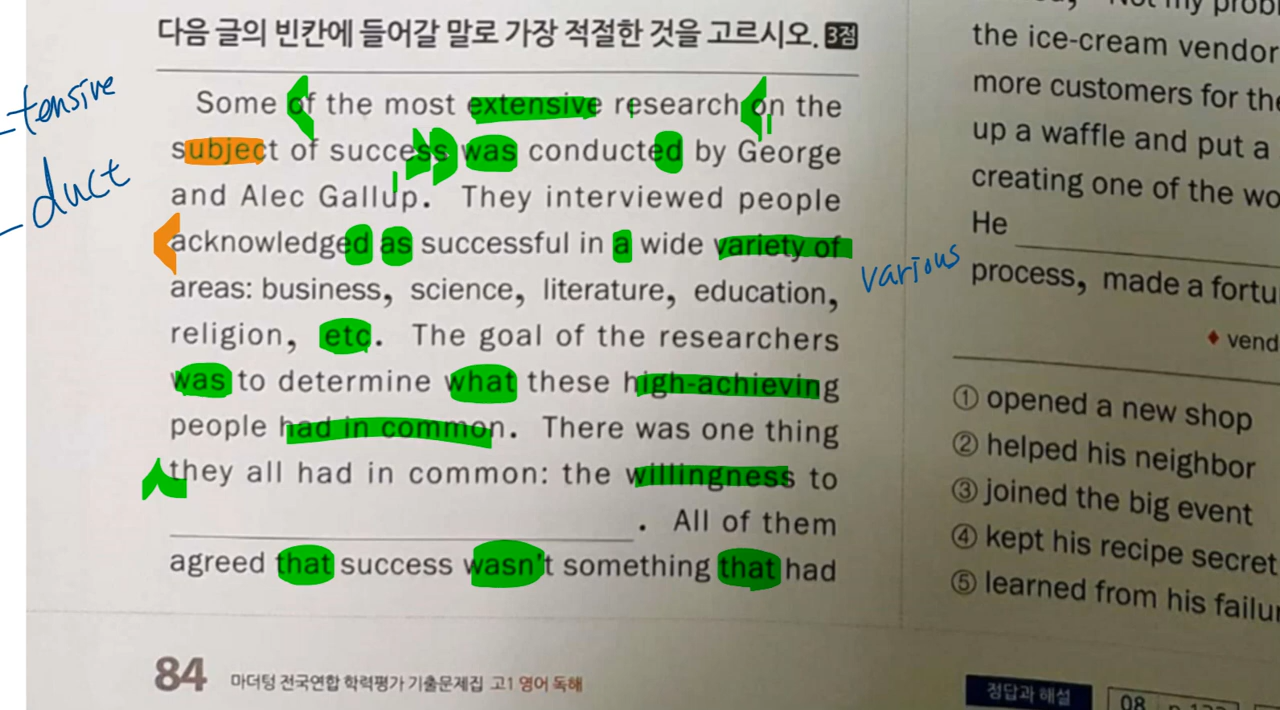 다음 글의 빈칸에 들어갈 말로 가장 적절한 것을 고르시오. 3점
Some of the most extensive research on the
subject of success was conducted by George
and Alec Gallup. They interviewed people
acknowledged as successful in a wide variety of
areas: business, science, literature, education,
religion, etc. The goal of the researchers
was to determine what these high-achieving
people had in common. There was one thing
they all had in common: the willingness to
. All of them
agreed that success wasn't something that had
-tensive
-duct
various
84 마더텅 전국연합 학력평가 기출문제집 고1 영어 독해
the ice-cream vendor
more customers for the
up a waffle and put a
creating one of the wo
He
process, made a fortu
♦ vend
① opened a new shop
② helped his neighbor
③ joined the big event
④ kept his recipe secret
⑤ learned from his failu
정답과 해설 08